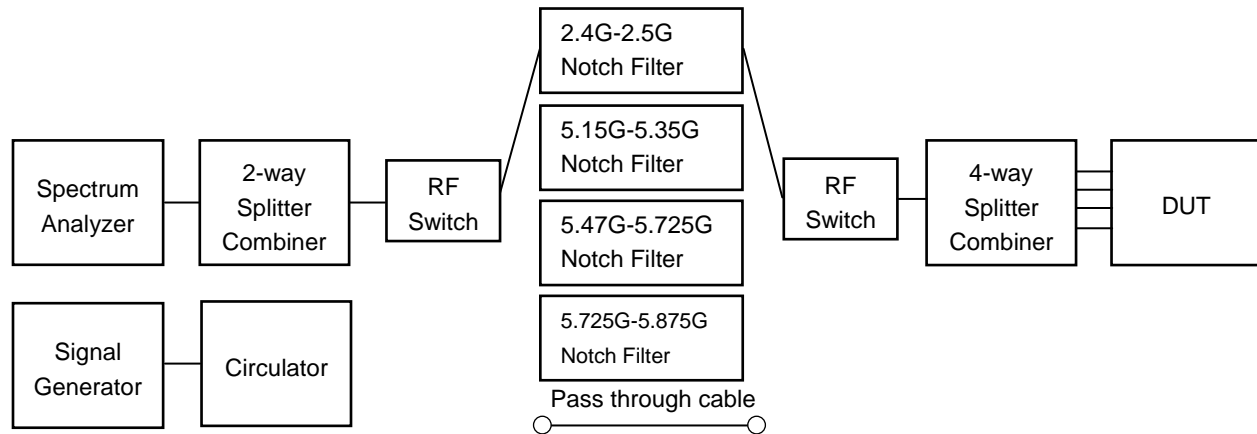 2.4G-2.5G
Notch Filter
5.15G-5.35G
Notch Filter
5.47G-5.725G
Notch Filter
5.725G-5.875G
Notch Filter
Pass through cable
Spectrum
Analyzer
2-way
Splitter
Combiner
RF
Switch
RF
Switch
4-way
Splitter
Combiner
DUT
Signal
Generator
Circulator